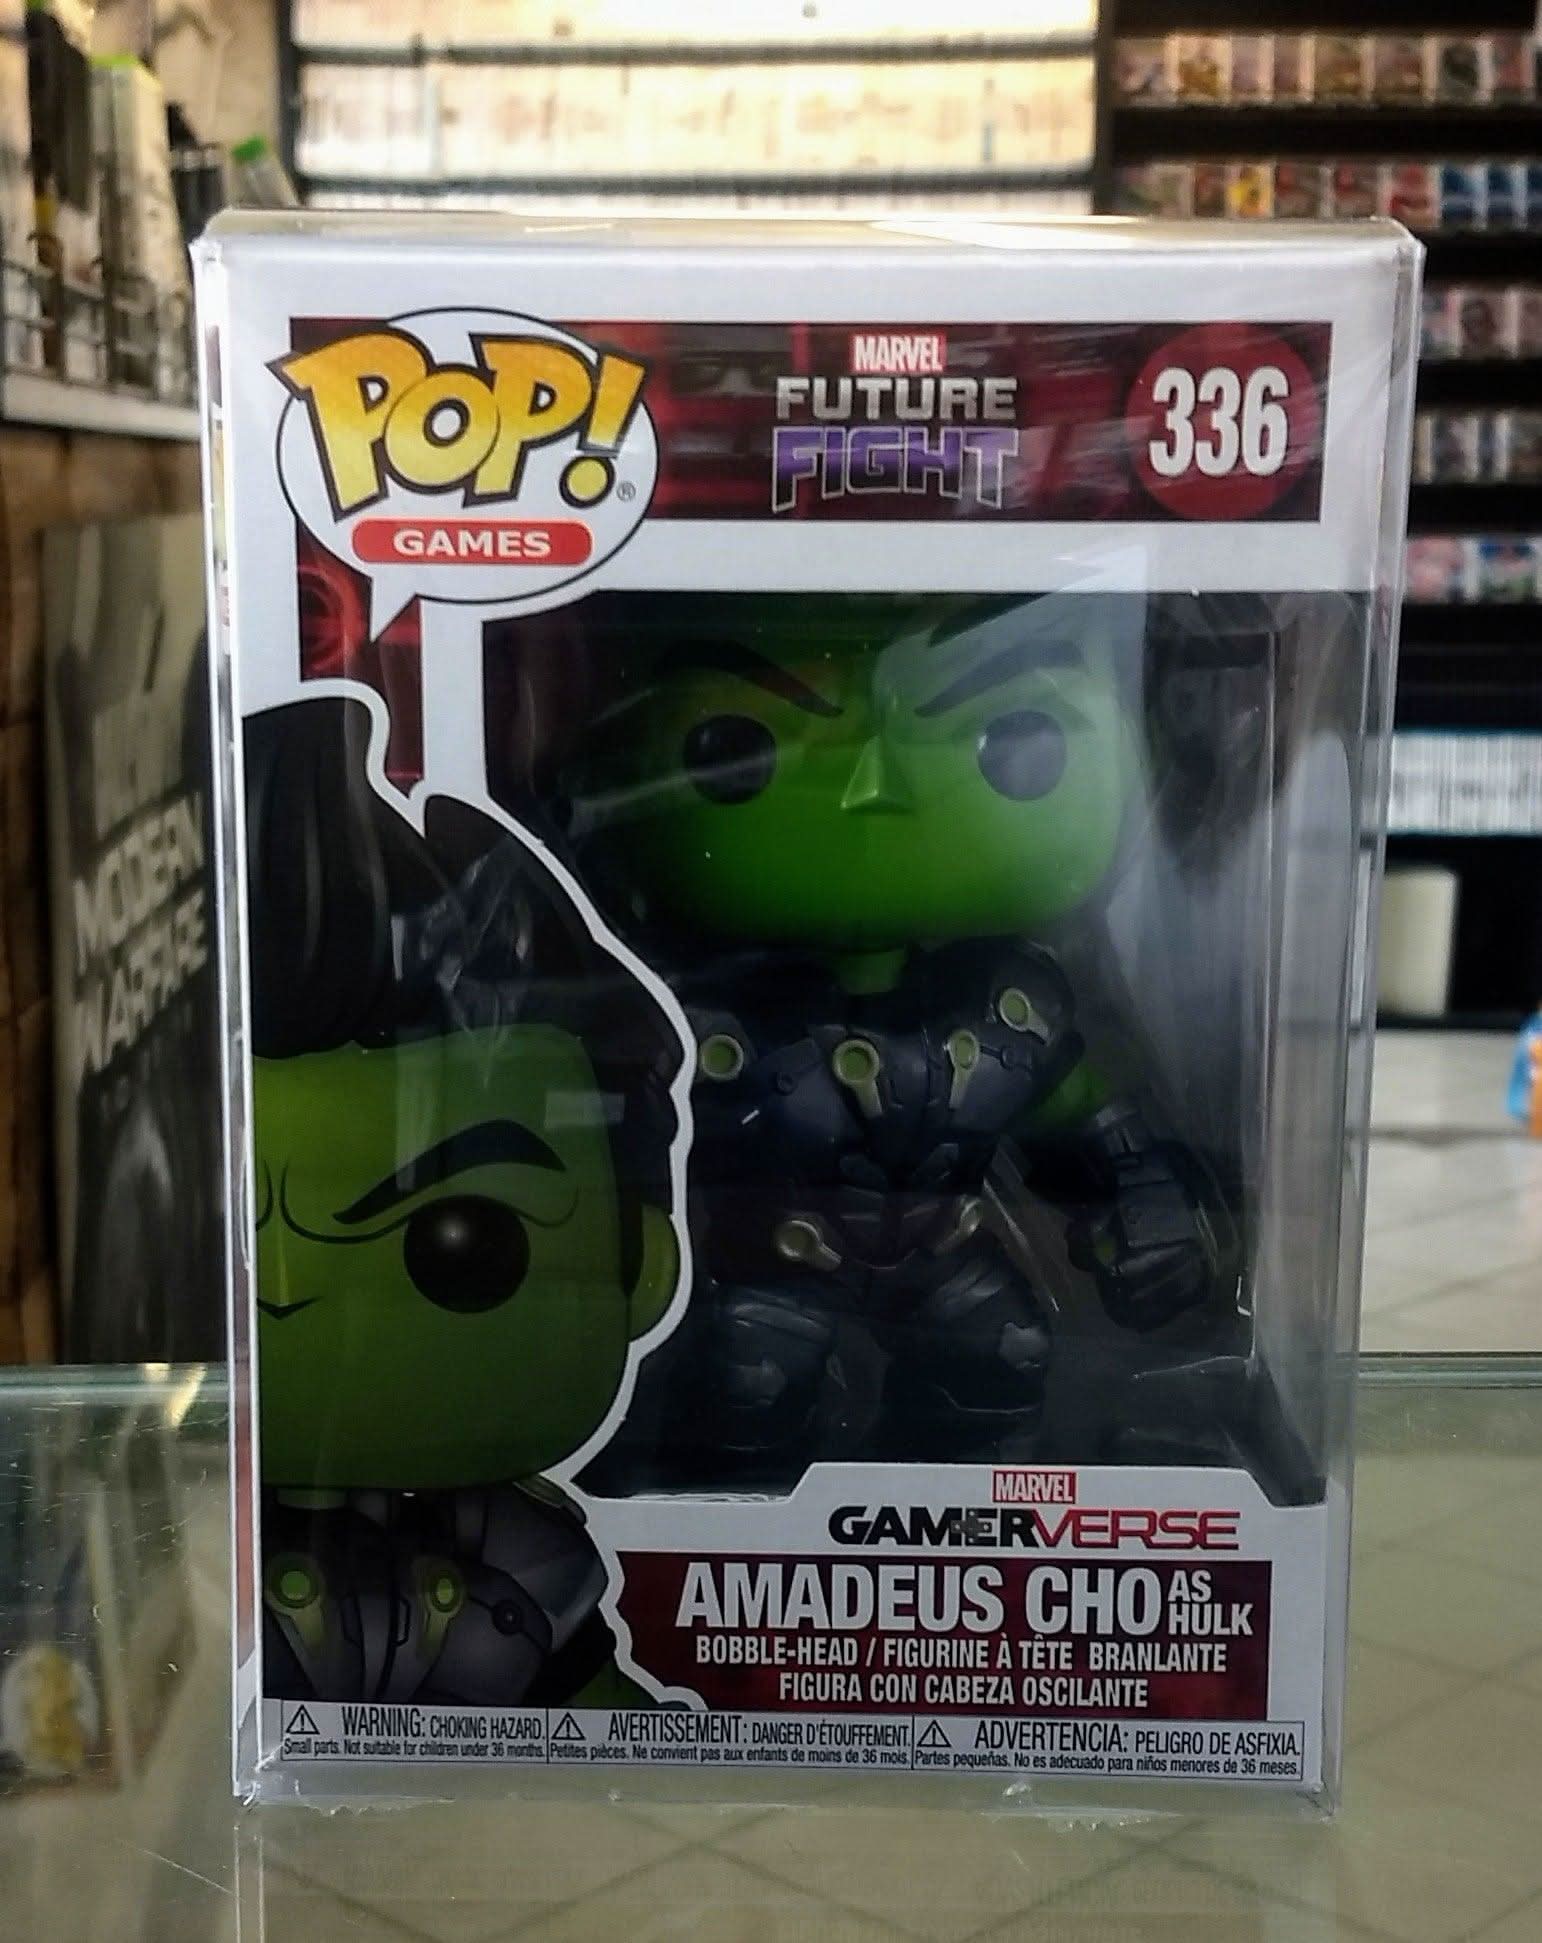 POP!®
GAMES
MARVEL
FUTURE
FIGHT
336
MODERN
WARFARE
MARVEL
GAMERVERSE
AMADEUS CHO AS HULK
BOBBLE-HEAD / FIGURINE À TÊTE BRANLANTE
FIGURA CON CABEZA OSCILANTE
WARNING: CHOKING HAZARD.
Small parts. Not suitable for children under 36 months.
AVERTISSEMENT: DANGER D'ÉTOUFFEMENT.
Petites pièces. Ne convient pas aux enfants de moins de 36 mois.
ADVERTENCIA: PELIGRO DE ASFIXIA.
Partes pequeñas. No es adecuado para niños menores de 36 meses.